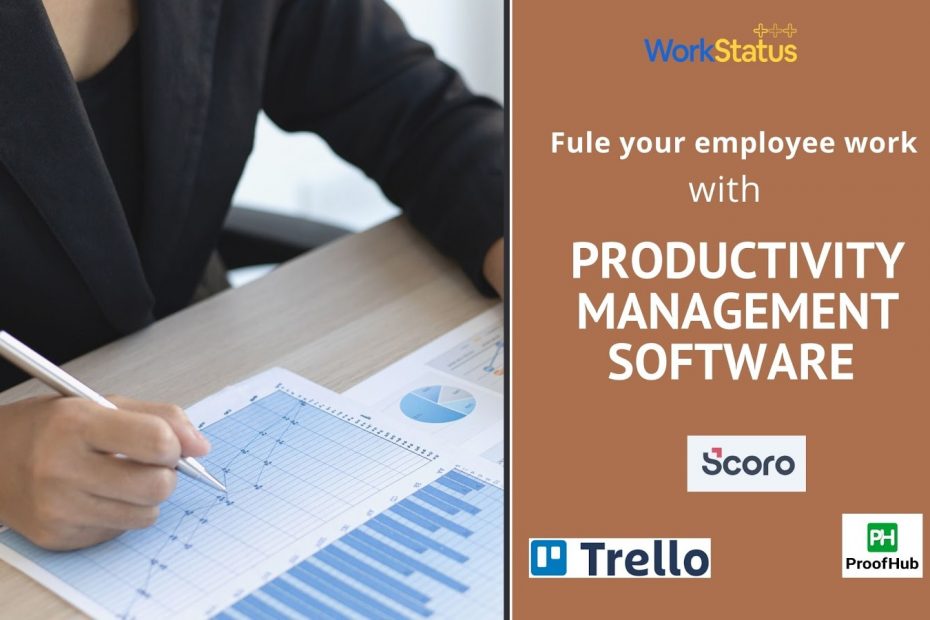 WorkStatus
Fule your employee work
with
PRODUCTIVITY
MANAGEMENT
SOFTWARE
Scoro
Trello
PH
ProofHub